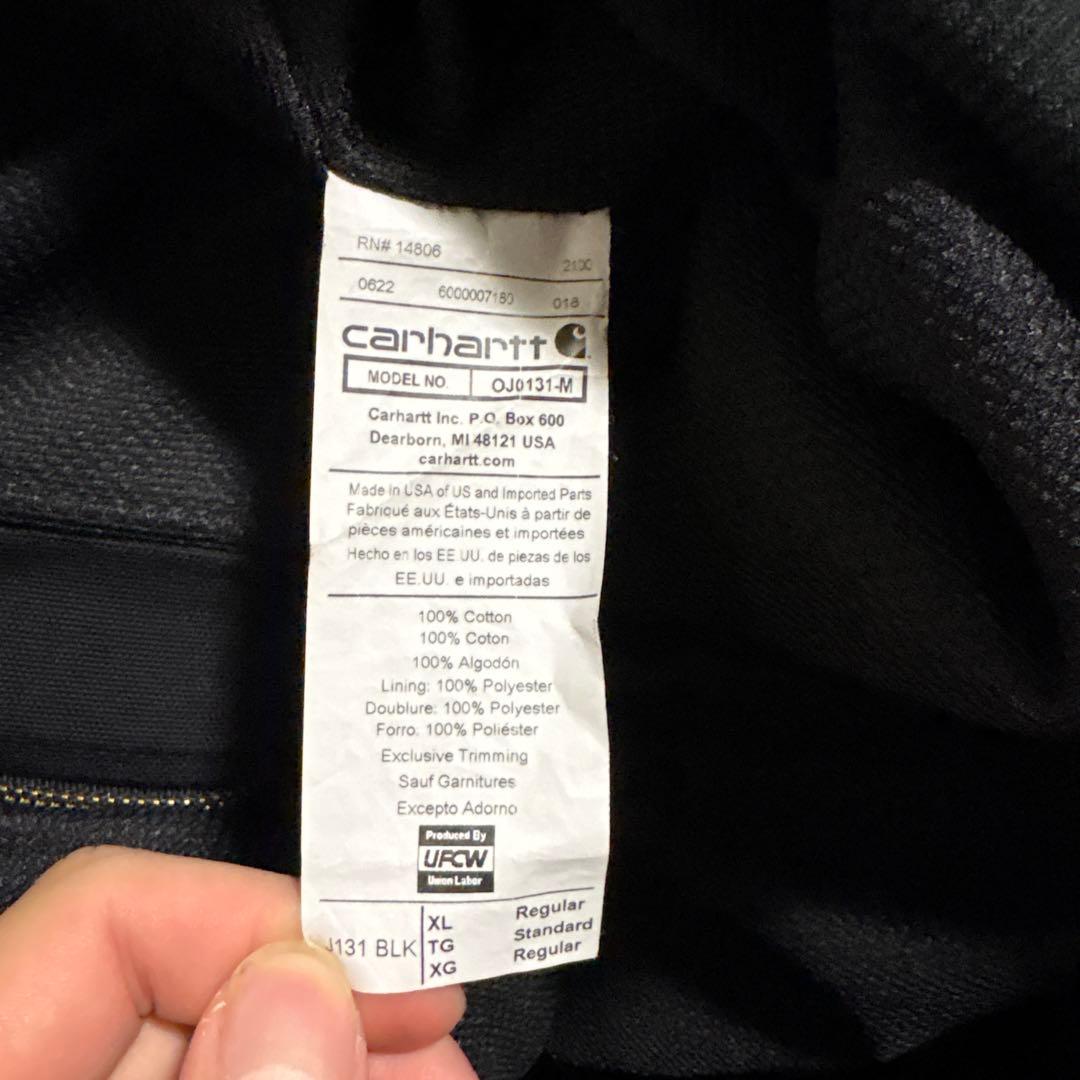 RN# 14806
2100
0622 6000007180 018
carhartt
MODEL NO. OJ0131-M
Carhartt Inc. P.O. Box 600
Dearborn, MI 48121 USA
carhartt.com
Made in USA of US and Imported Parts
Fabriqué aux États-Unis à partir de
pièces américaines et importées
Hecho en los EE.UU. de piezas de los
EE.UU. e importadas
100% Cotton
100% Coton
100% Algodón
Lining: 100% Polyester
Doublure: 100% Polyester
Forro: 100% Poliéster
Exclusive Trimming
Sauf Garnitures
Excepto Adorno
Produced By
UFCW
Union Labor
J131 BLK
XL Regular
TG Standard
XG Regular